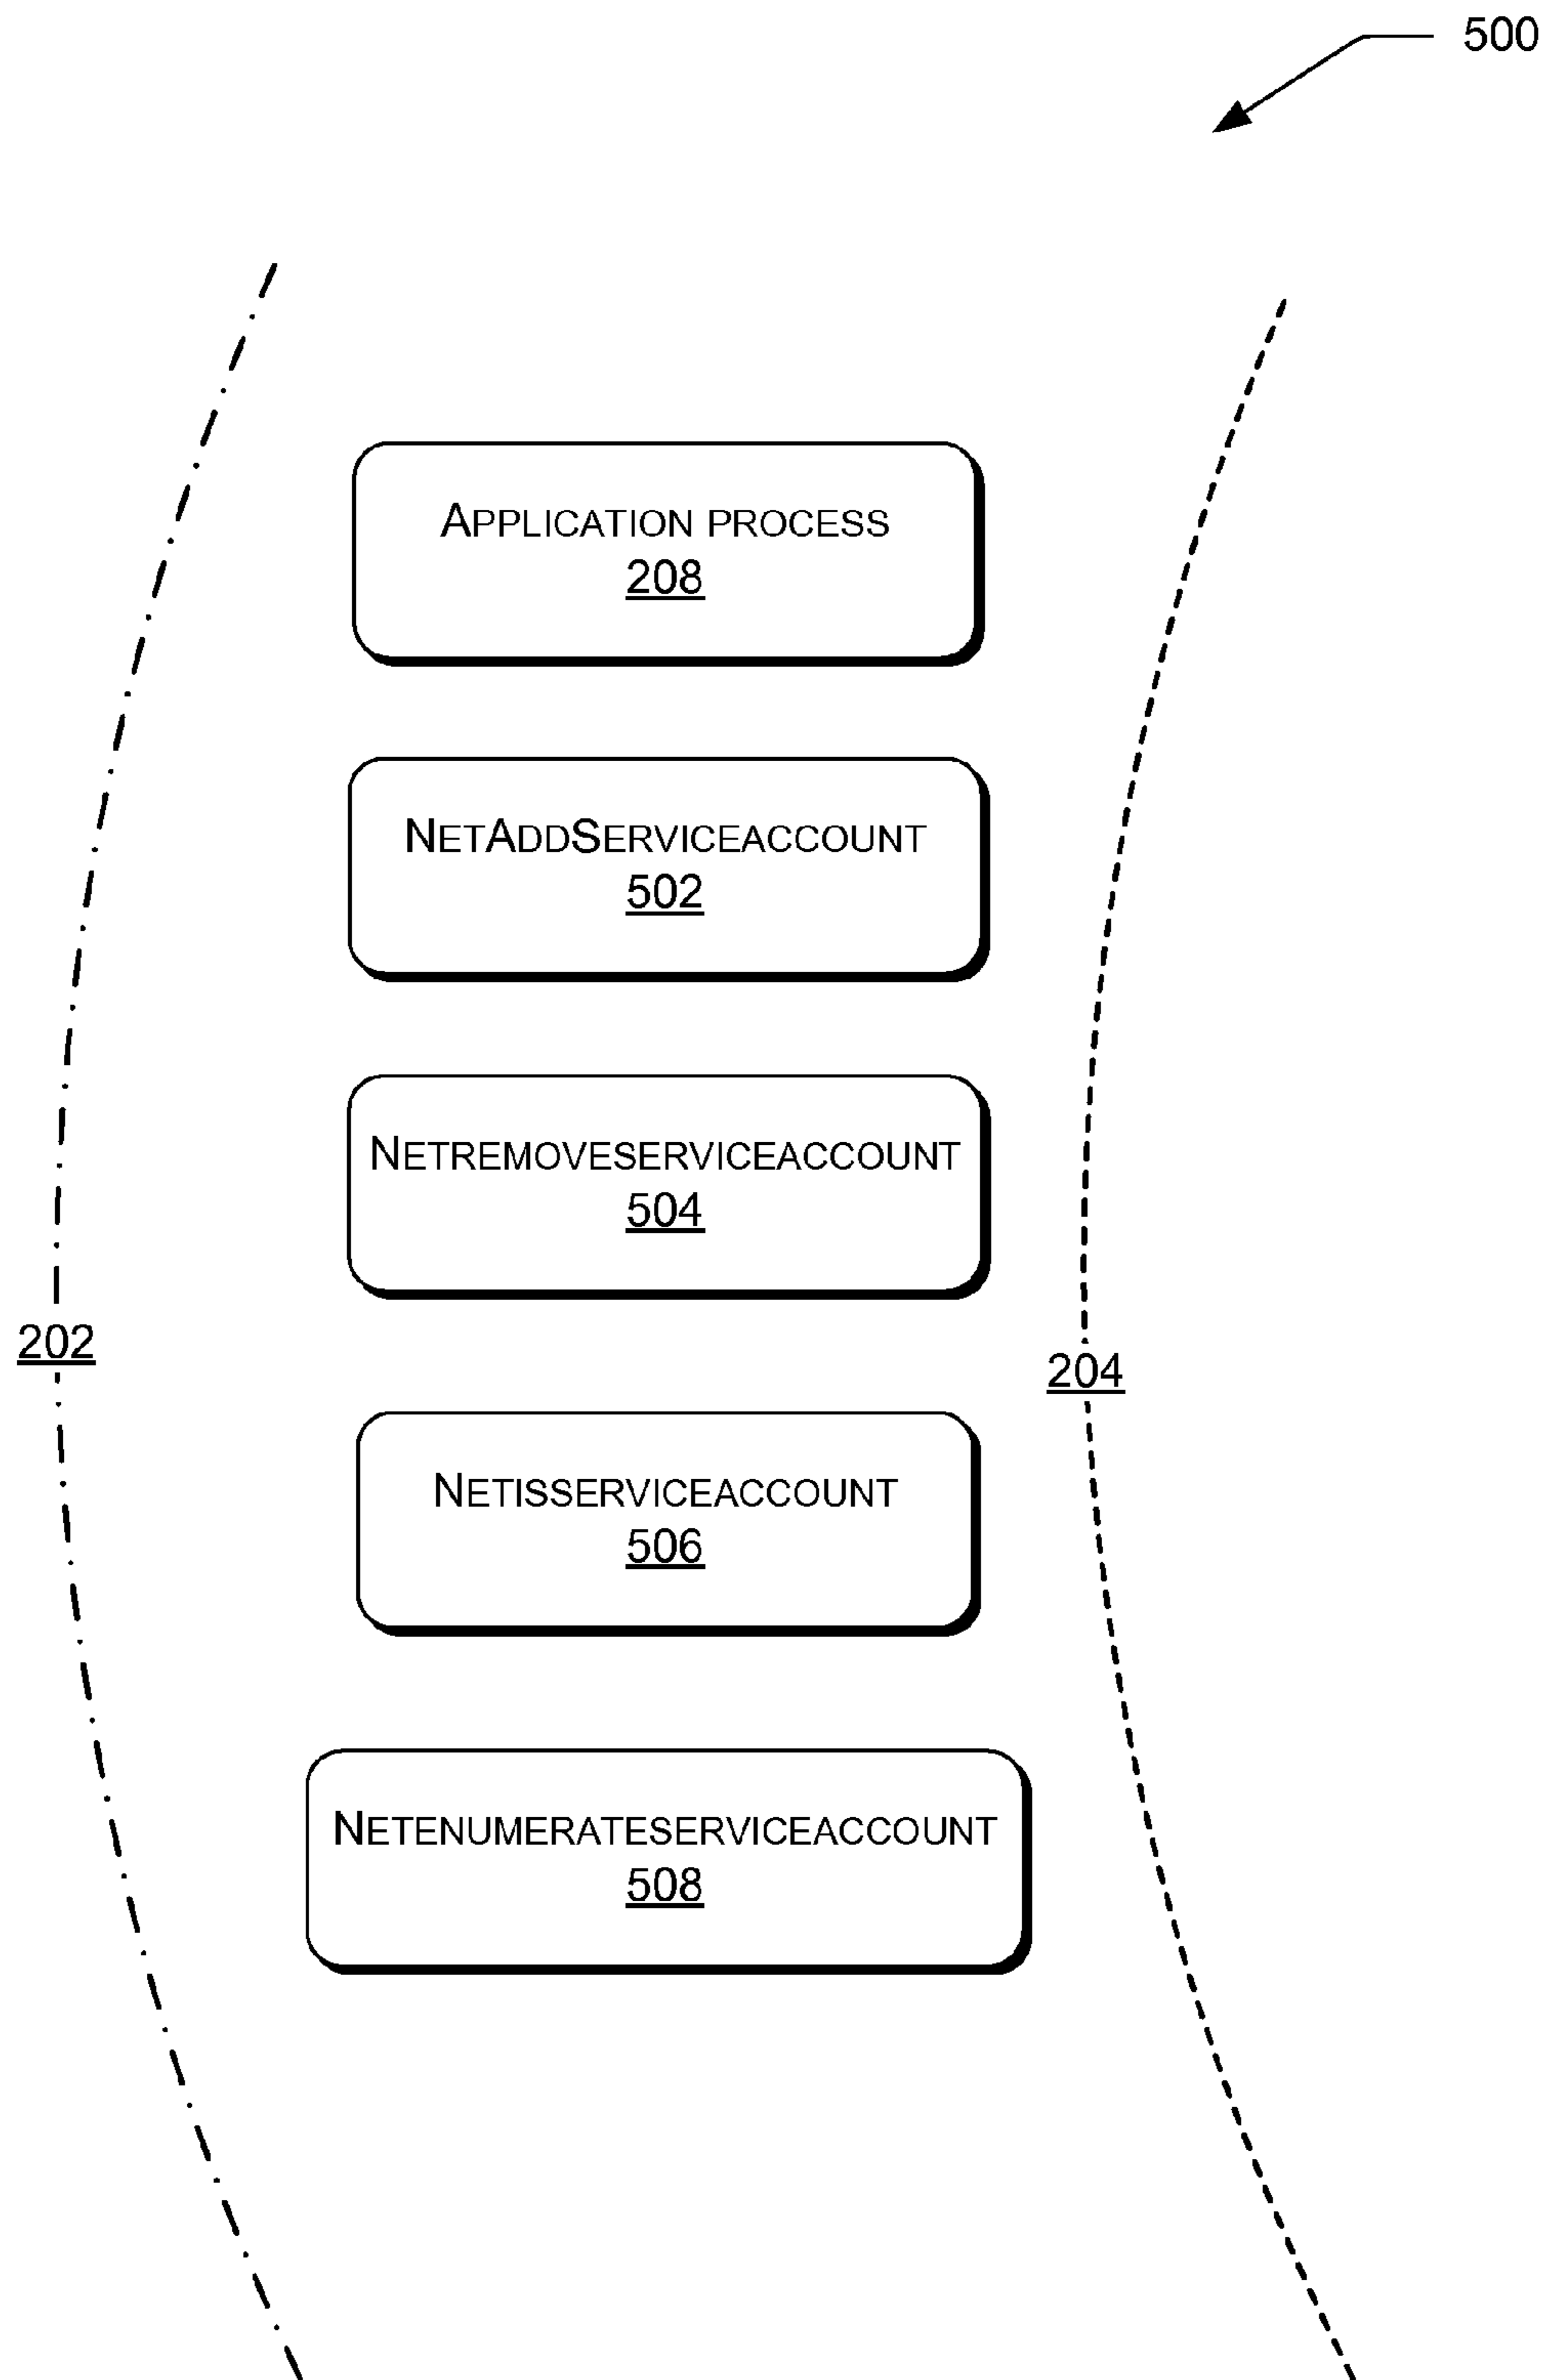 500
Application process
208
NetAddServiceaccount
502
Netremoveserviceaccount
504
202
204
Netisserviceaccount
506
Netenumerateserviceaccount
508